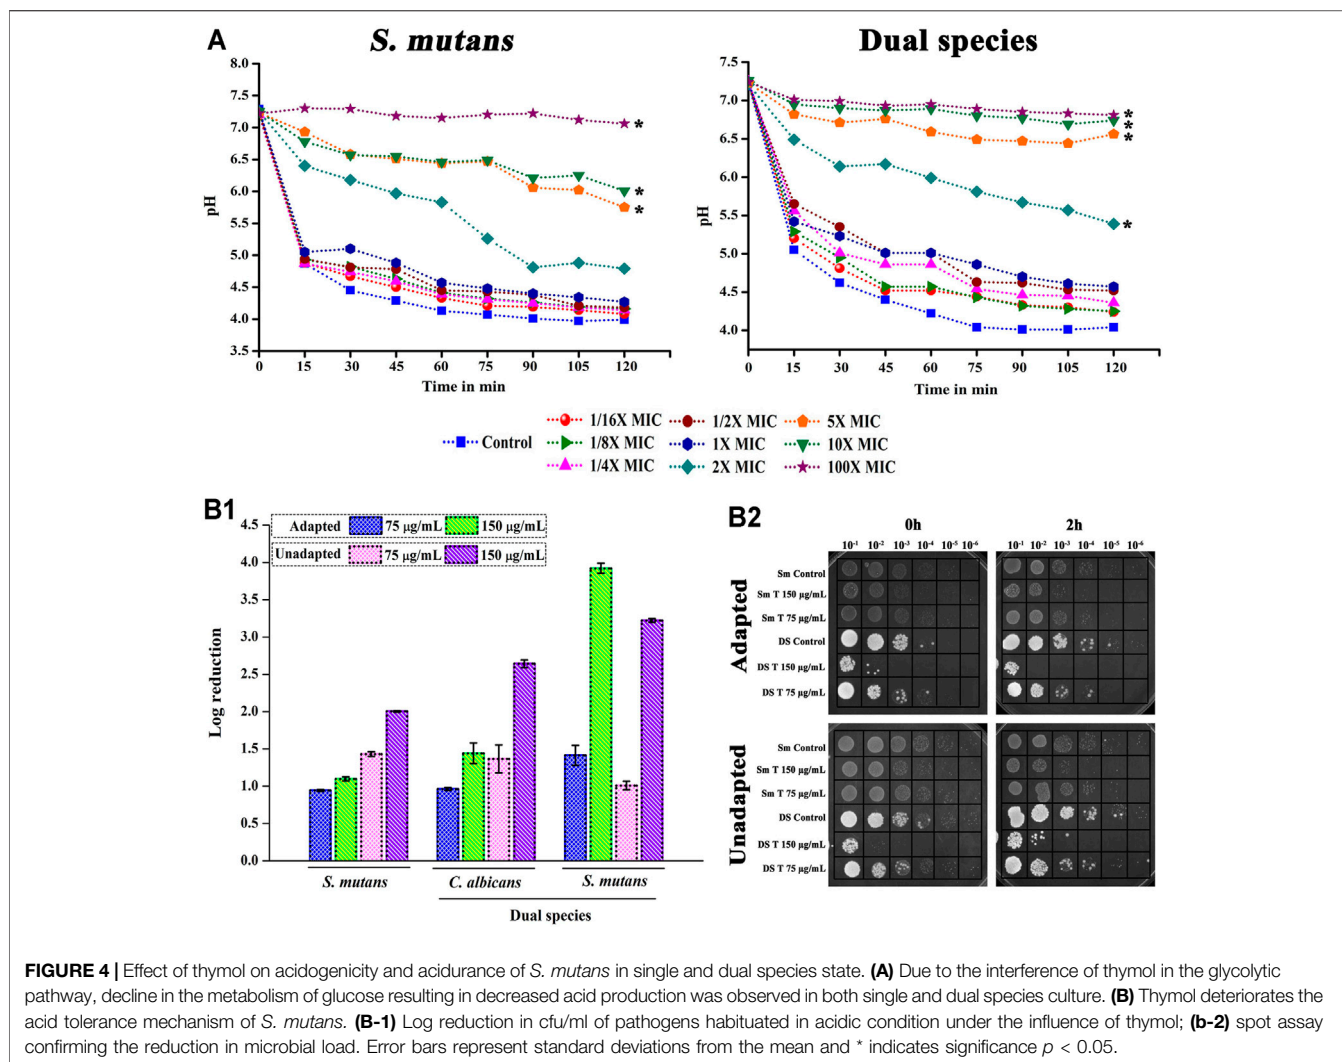 A
S. mutans
Dual species
8.0
7.5
7.0
6.5
6.0
5.5
5.0
4.5
4.0
3.5
pH
0 15 30 45 60 75 90 105 120
Time in min
* * *
7.5
7.0
6.5
6.0
5.5
5.0
4.5
4.0
pH
0 15 30 45 60 75 90 105 120
Time in min
* * * *
Control
1/16X MIC 1/2X MIC 5X MIC
1/8X MIC 1X MIC 10X MIC
1/4X MIC 2X MIC 100X MIC
B1
Adapted 75 µg/mL 150 µg/mL
Unadapted 75 µg/mL 150 µg/mL
4.5
4.0
3.5
3.0
2.5
2.0
1.5
1.0
0.5
0.0
Log reduction
S. mutans C. albicans S. mutans
Dual species
B2
0h 2h
10-1 10-2 10-3 10-4 10-5 10-6 10-1 10-2 10-3 10-4 10-5 10-6
Adapted
Sm Control
Sm T 150 µg/mL
Sm T 75 µg/mL
DS Control
DS T 150 µg/mL
DS T 75 µg/mL
Unadapted
Sm Control
Sm T 150 µg/mL
Sm T 75 µg/mL
DS Control
DS T 150 µg/mL
DS T 75 µg/mL
FIGURE 4 | Effect of thymol on acidogenicity and acidurance of S. mutans in single and dual species state. (A) Due to the interference of thymol in the glycolytic
pathway, decline in the metabolism of glucose resulting in decreased acid production was observed in both single and dual species culture. (B) Thymol deteriorates the
acid tolerance mechanism of S. mutans. (B-1) Log reduction in cfu/ml of pathogens habituated in acidic condition under the influence of thymol; (b-2) spot assay
confirming the reduction in microbial load. Error bars represent standard deviations from the mean and * indicates significance p < 0.05.